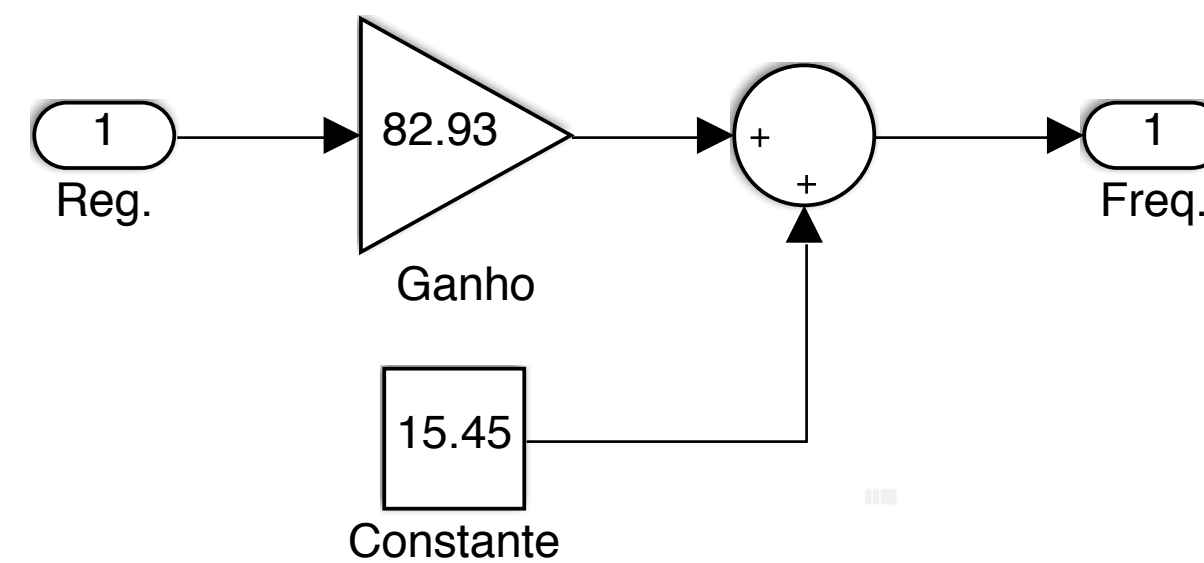 1
Reg.
82.93
Ganho
+
+
1
Freq.
15.45
Constante